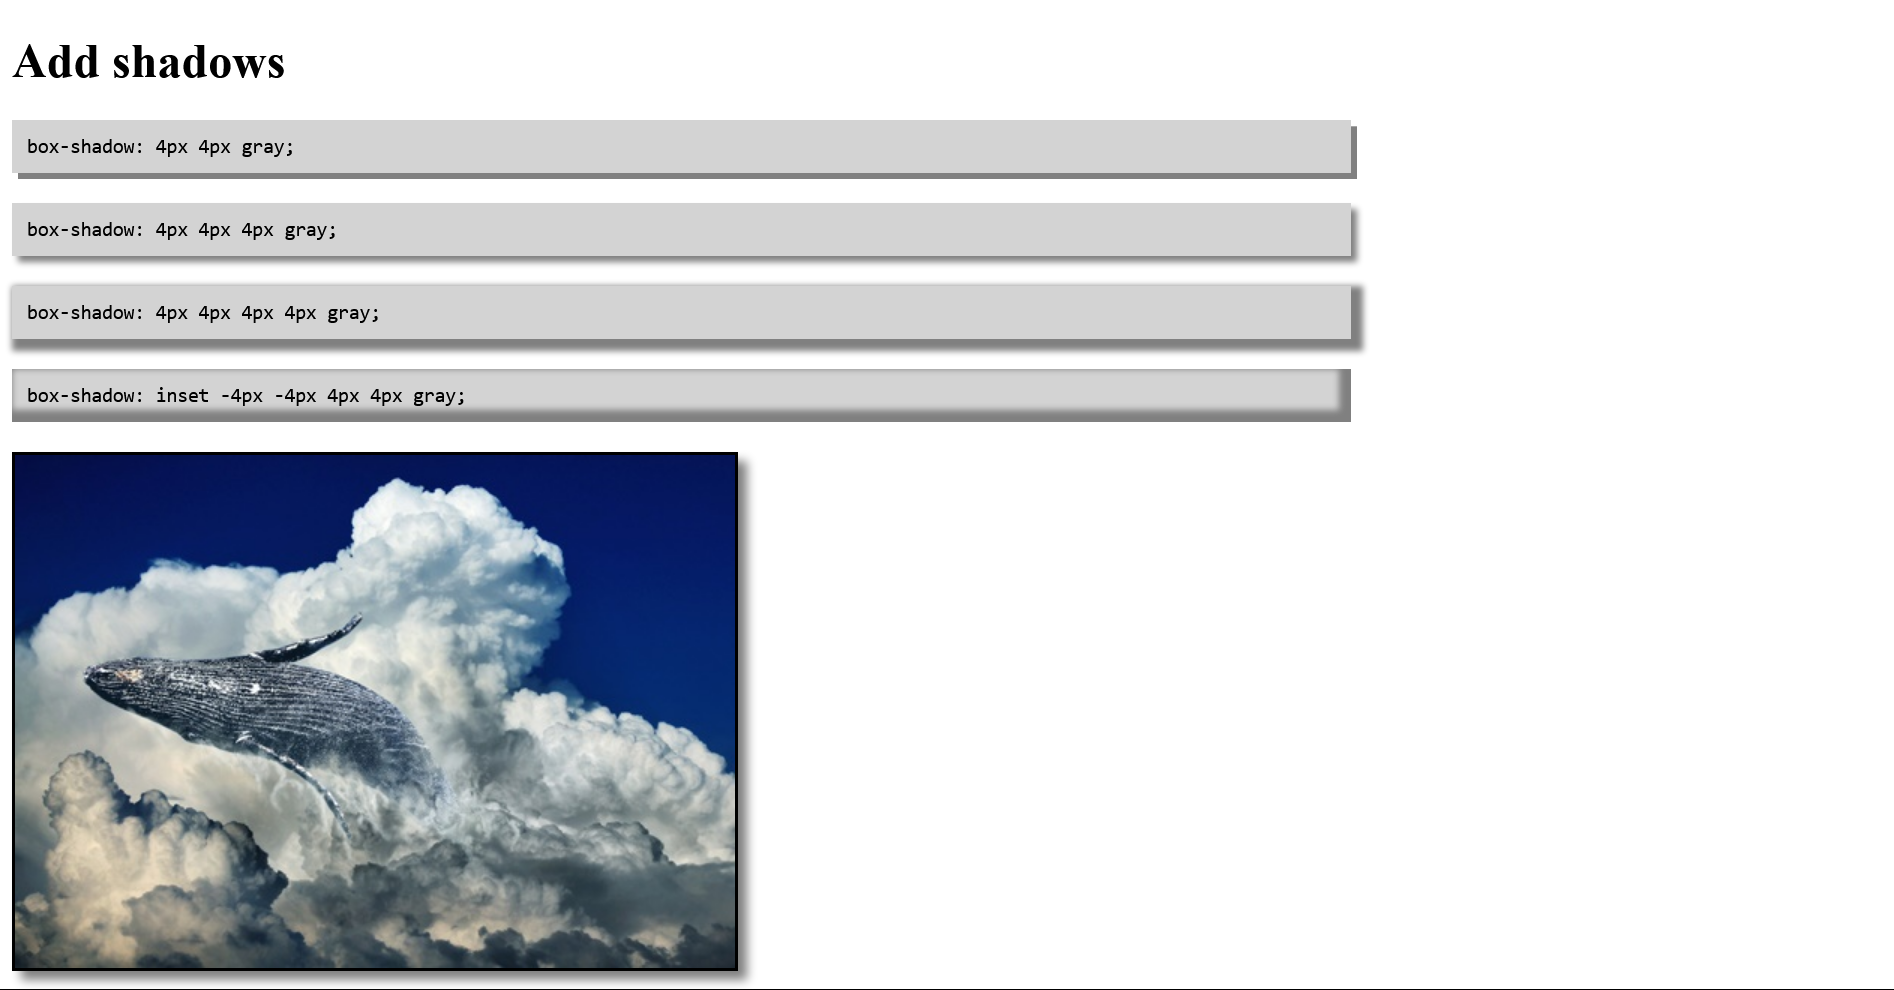 Add shadows
box-shadow: 4px 4px gray;
box-shadow: 4px 4px 4px gray;
box-shadow: 4px 4px 4px 4px gray;
box-shadow: inset -4px -4px 4px 4px gray;